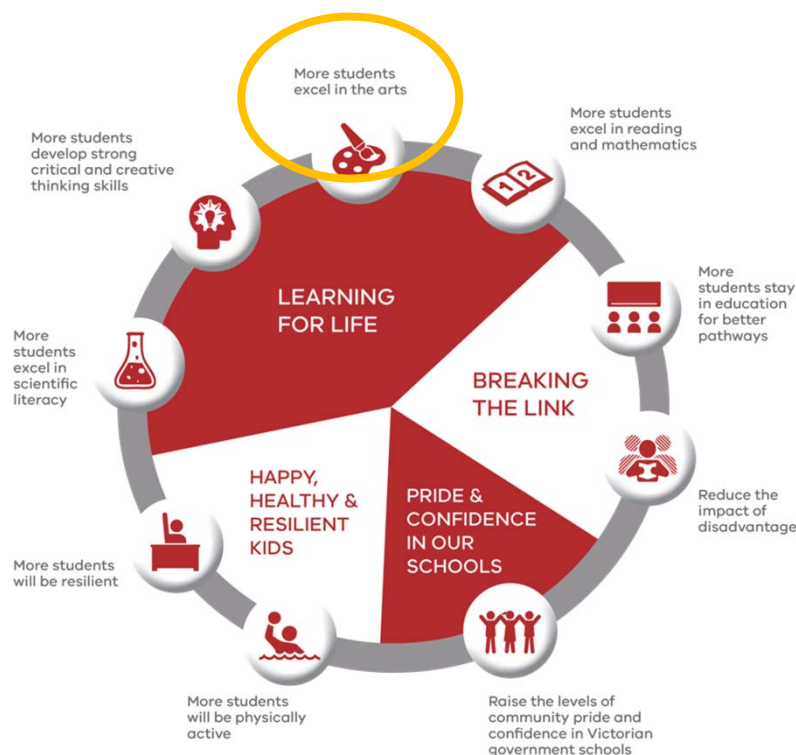 More students
excel in the arts
More students
excel in reading
and mathematics
More students
develop strong
critical and creative
thinking skills
1 2
More
students stay
in education
for better
pathways
LEARNING
FOR LIFE
More
students
excel in
scientific
literacy
BREAKING
THE LINK
HAPPY,
HEALTHY &
RESILIENT
KIDS
PRIDE &
CONFIDENCE
IN OUR
SCHOOLS
Reduce the
impact of
disadvantage
More students
will be resilient
More students
will be physically
active
Raise the levels of
community pride and
confidence in Victorian
government schools